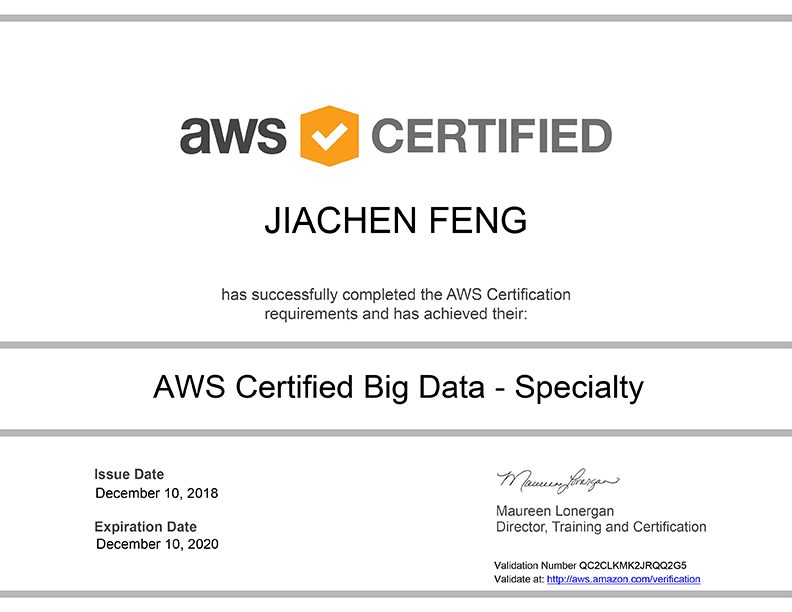 aws CERTIFIED
JIACHEN FENG
has successfully completed the AWS Certification
requirements and has achieved their:
AWS Certified Big Data - Specialty
Issue Date
December 10, 2018
Expiration Date
December 10, 2020
Maureen Lonergan
Maureen Lonergan
Director, Training and Certification
Validation Number QC2CLKMK2JRQQ2G5
Validate at: http://aws.amazon.com/verification